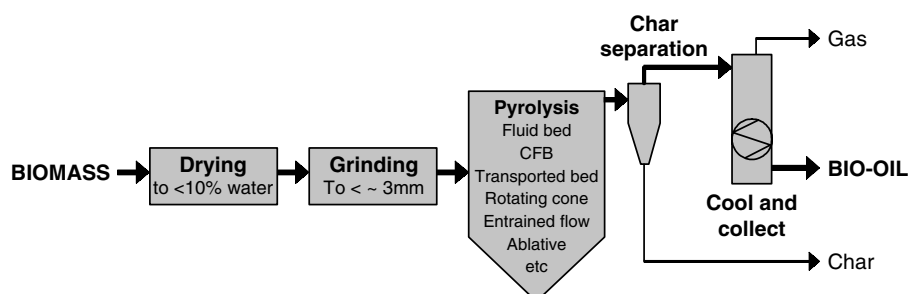 BIOMASS
Drying
to <10% water
Grinding
To < ~ 3mm
Pyrolysis
Fluid bed
CFB
Transported bed
Rotating cone
Entrained flow
Ablative
etc
Char
separation
Cool and
collect
Gas
BIO-OIL
Char